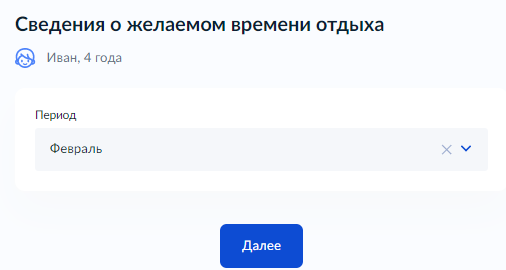 Сведения о желаемом времени отдыха
Иван, 4 года
Период
Февраль
Далее